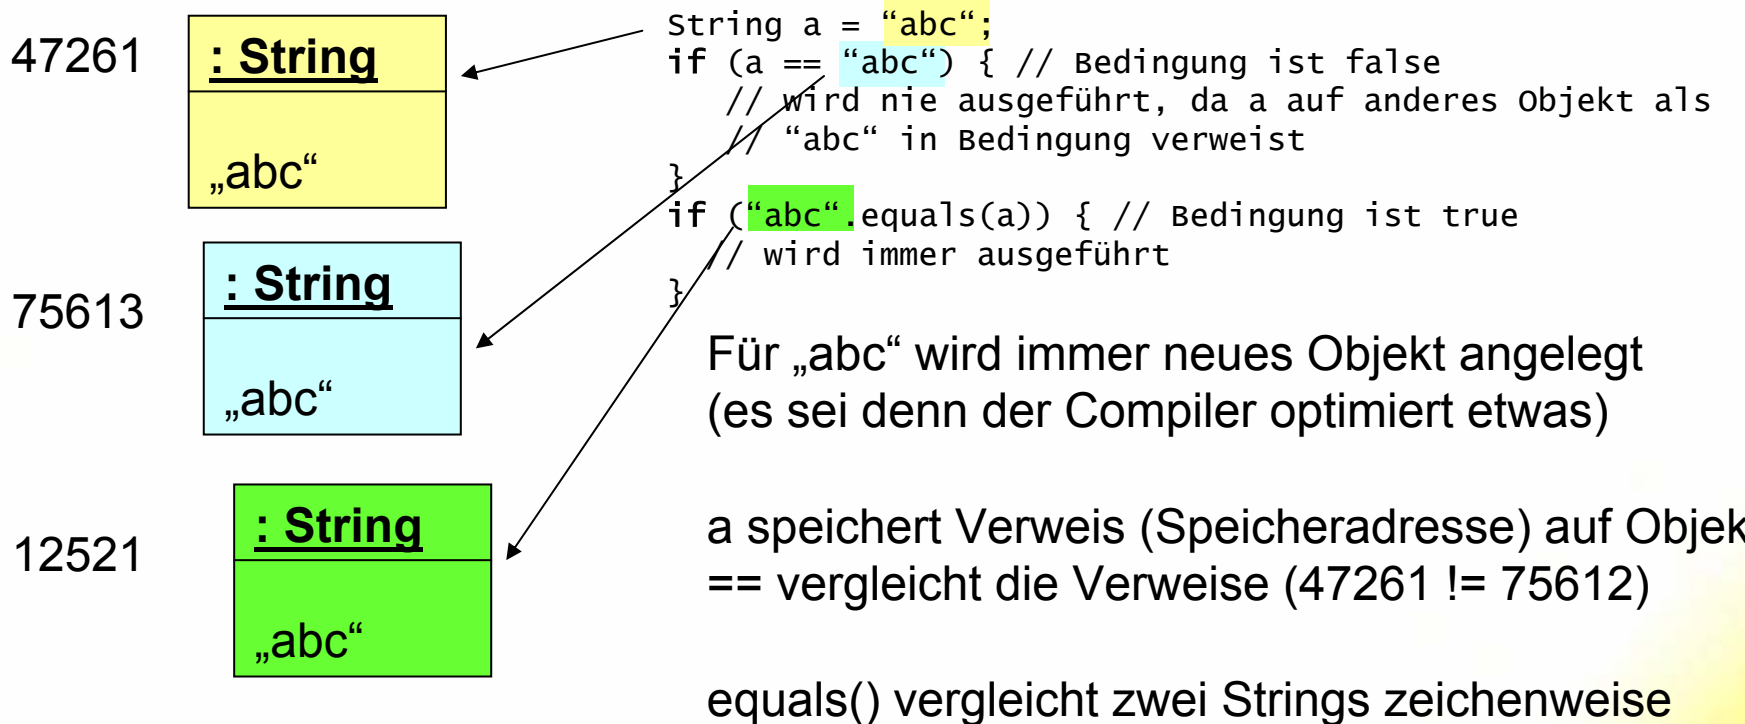 47261
: String
„abc“
75613
: String
„abc“
12521
: String
„abc“
String a = “abc“;
if (a == “abc“) { // Bedingung ist false
// wird nie ausgeführt, da a auf anderes Objekt als
// “abc“ in Bedingung verweist
}
if (“abc“.equals(a)) { // Bedingung ist true
// wird immer ausgeführt
}
Für „abc“ wird immer neues Objekt angelegt
(es sei denn der Compiler optimiert etwas)
a speichert Verweis (Speicheradresse) auf Objek
== vergleicht die Verweise (47261 != 75612)
equals() vergleicht zwei Strings zeichenweise